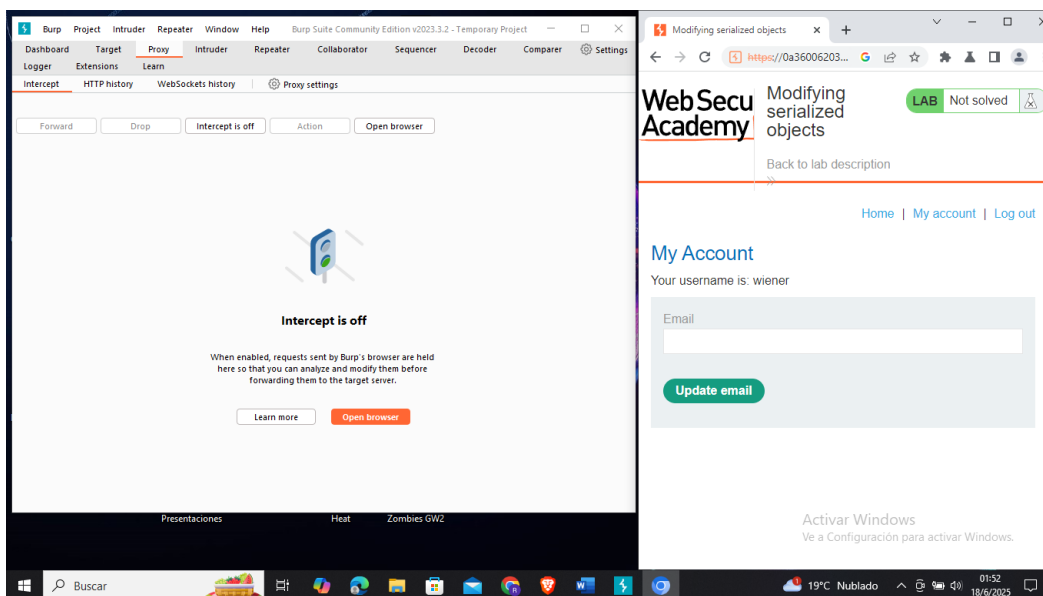 Burp Project Intruder Repeater Window Help Burp Suite Community Edition v2023.3.2 - Temporary Project
Dashboard Target Proxy Intruder Repeater Collaborator Sequencer Decoder Comparer Settings
Logger Extensions Learn
Intercept HTTP history WebSockets history Proxy settings
Forward Drop Intercept is off Action Open browser
Intercept is off
When enabled, requests sent by Burp's browser are held
here so that you can analyze and modify them before
forwarding them to the target server.
Learn more Open browser
Modifying serialized objects
https://0a36006203...
Web Secu
Academy
Modifying
serialized
objects
LAB Not solved
Back to lab description
Home | My account | Log out
My Account
Your username is: wiener
Email
Update email
Activar Windows
Ve a Configuración para activar Windows.
Presentaciones Heat Zombies GW2
Buscar
19°C Nublado
01:52
18/6/2025